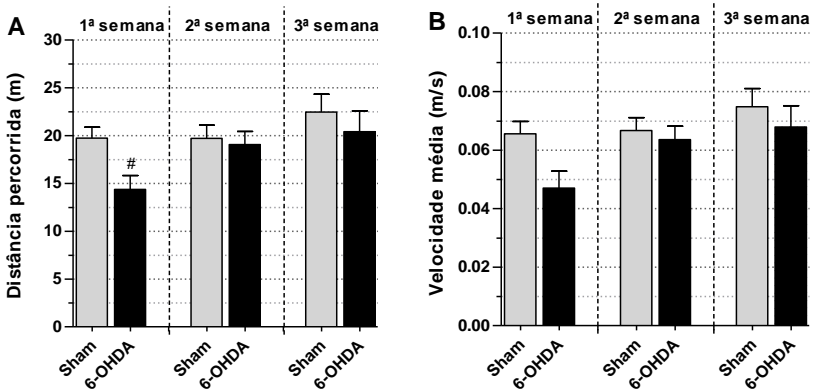 A
1ª semana 2ª semana 3ª semana
Distância percorrida (m)
30
25
20
15
10
5
0
#
Sham
6-OHDA
Sham
6-OHDA
Sham
6-OHDA
B
1ª semana 2ª semana 3ª semana
Velocidade média (m/s)
0.10
0.08
0.06
0.04
0.02
0.00
Sham
6-OHDA
Sham
6-OHDA
Sham
6-OHDA